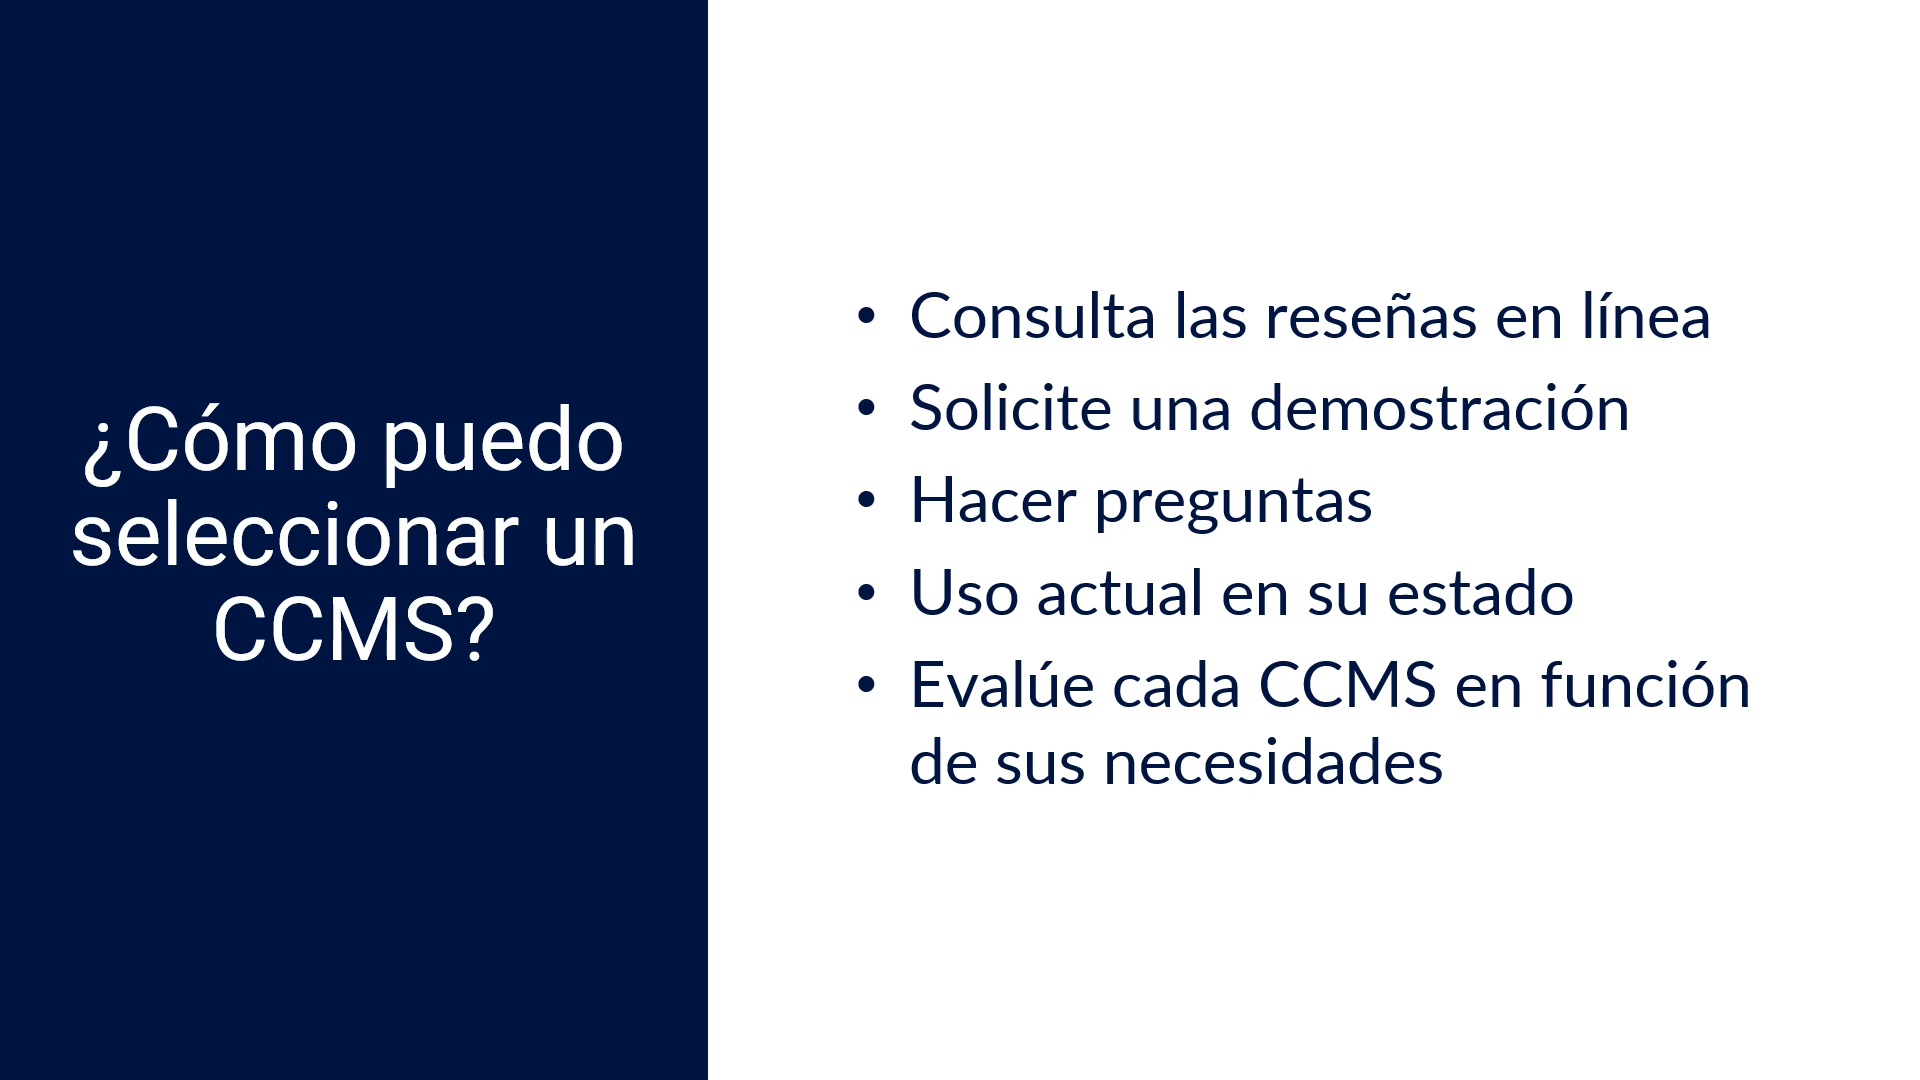 ¿Cómo puedo
seleccionar un
CCMS?
• Consulta las reseñas en línea
• Solicite una demostración
• Hacer preguntas
• Uso actual en su estado
• Evalúe cada CCMS en función
de sus necesidades